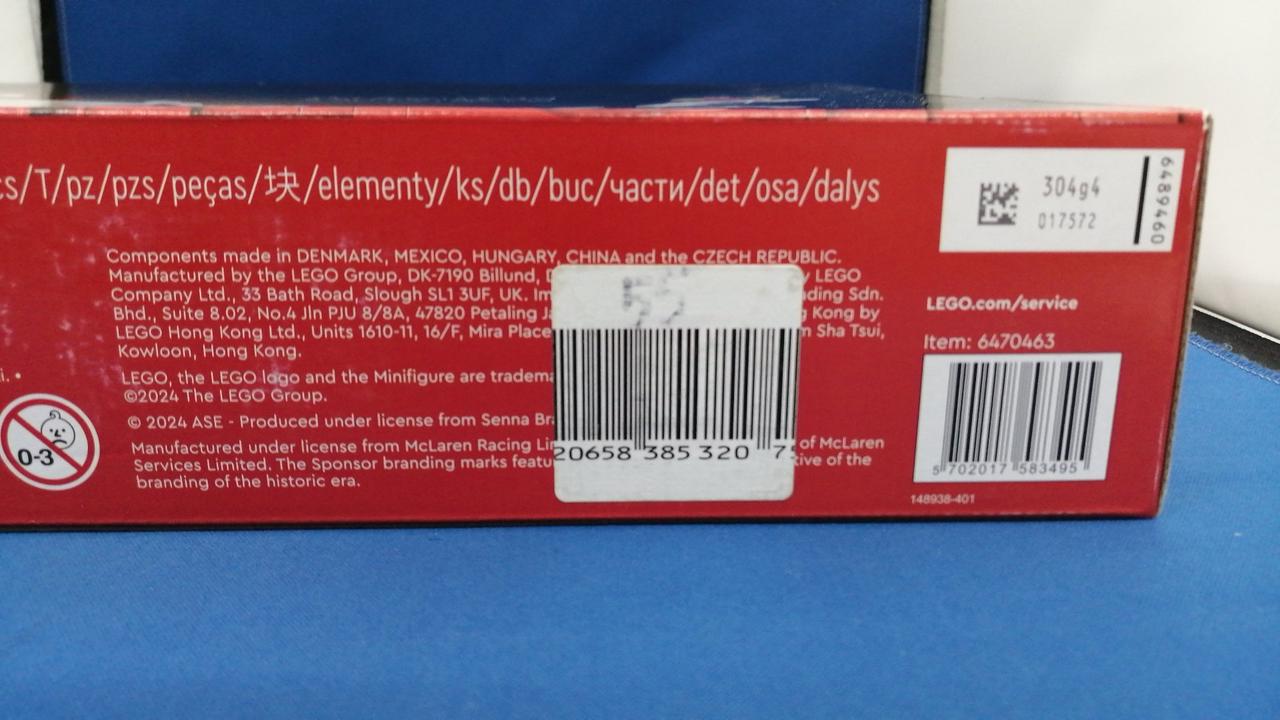 /T/pz/pzs/peças/块/elementy/ks/db/buc/части/det/osa/dalys
Components made in DENMARK, MEXICO, HUNGARY, CHINA and the CZECH REPUBLIC.
Manufactured by the LEGO Group, DK-7190 Billund, LEGO
Company Ltd., 33 Bath Road, Slough SL1 3UF, UK. Sdn.
Bhd., Suite 8.02, No.4 Jln PJU 8/8A, 47820 Petaling Kong by
LEGO Hong Kong Ltd., Units 1610-11, 16/F, Mira Place Sha Tsui,
Kowloon, Hong Kong.
LEGO, the LEGO logo and the Minifigure are
©2024 The LEGO Group.
© 2024 ASE - Produced under license from Senna
Manufactured under license from McLaren Racing of McLaren
Services Limited. The Sponsor branding marks of the
branding of the historic era.
0-3
55
20658 385 320
304g4
017572
6489460
LEGO.com/service
Item: 6470463
5 702017 583495
148938-401